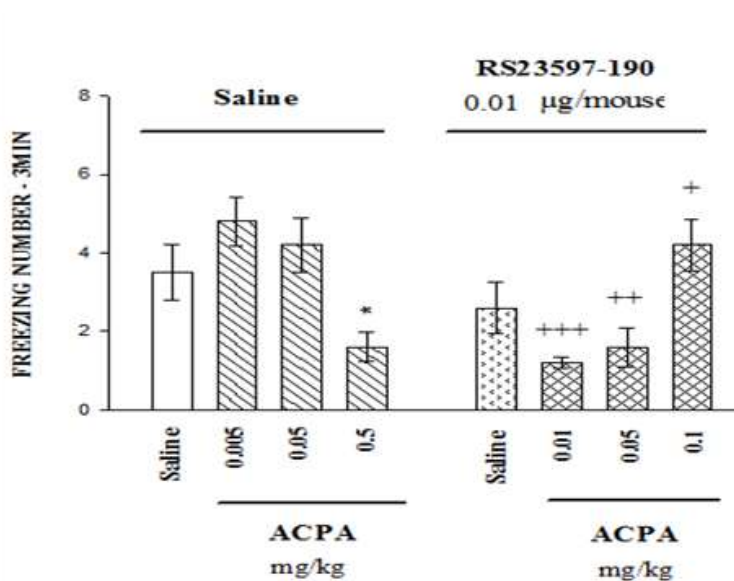 RS23597-190
Saline
0.01 μg/mouse
FREEZING NUMBER - 3MIN
8
6
4
2
0
*
+++
++
+
Saline
0.005
0.05
0.5
Saline
0.01
0.05
0.1
ACPA
mg/kg
ACPA
mg/kg